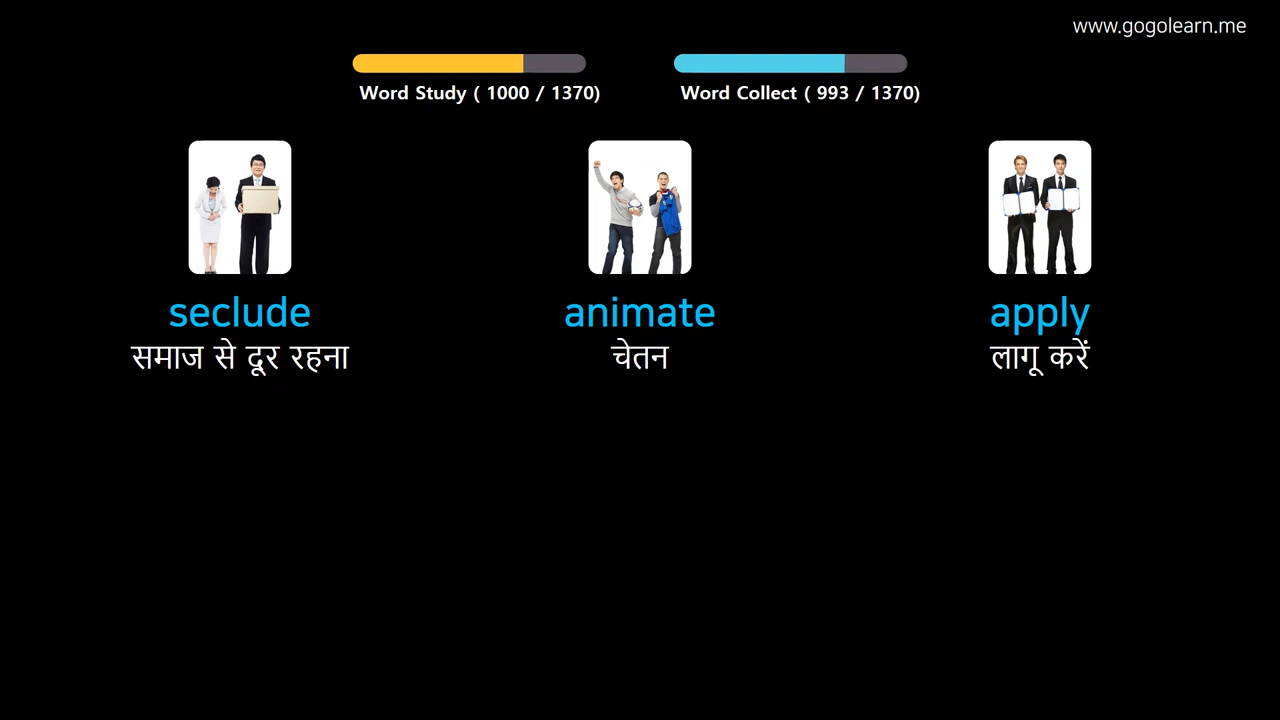 www.gogolearn.me
Word Study ( 1000 / 1370)
Word Collect ( 993 / 1370)
seclude
समाज से दूर रहना
animate
चेतन
apply
लागू करें